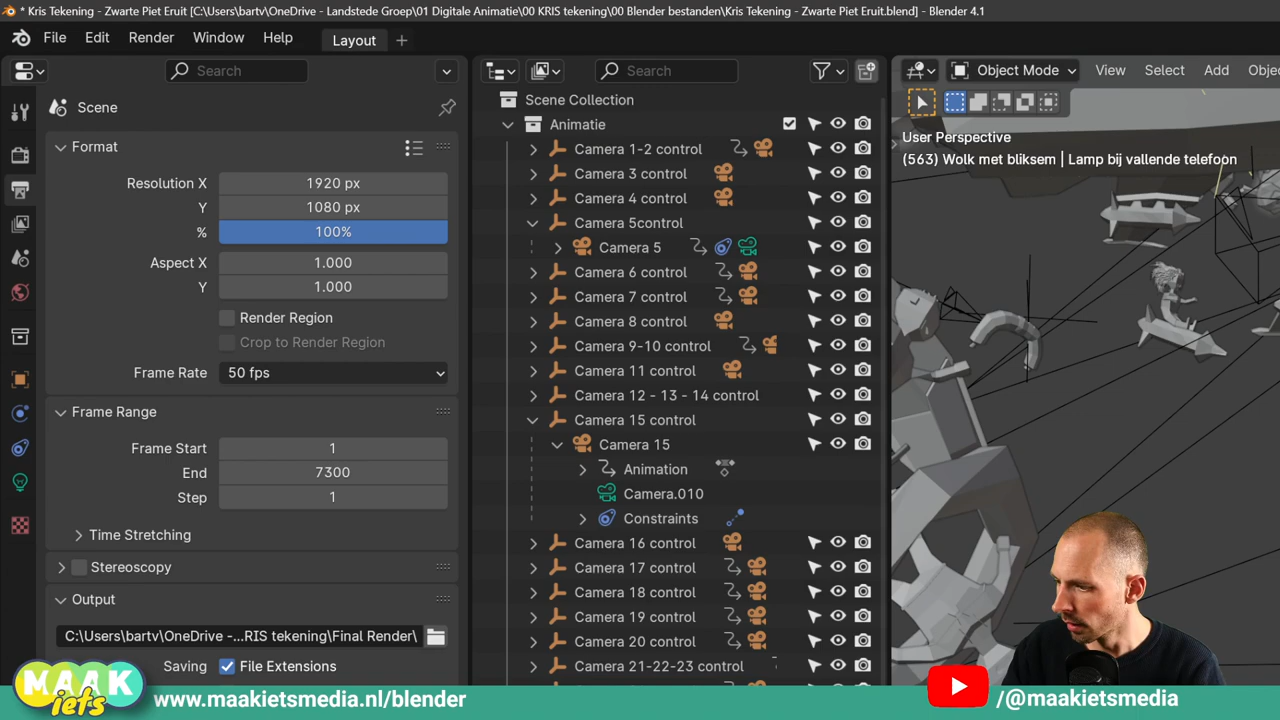 * Kris Tekening - Zwarte Piet Eruit [C:\Users\bartv\OneDrive - Landstede Groep\01 Digitale Animatie\00 KRIS tekening\00 Blender bestanden\Kris Tekening - Zwarte Piet Eruit.blend] - Blender 4.1
File Edit Render Window Help Layout +
Search
Scene
Format
Resolution X 1920 px
Y 1080 px
% 100%
Aspect X 1.000
Y 1.000
Render Region
Crop to Render Region
Frame Rate 50 fps
Frame Range
Frame Start 1
End 7300
Step 1
Time Stretching
Stereoscopy
Output
C:\Users\bartv\OneDrive -...RIS tekening\Final Render\
Saving File Extensions
Search
Scene Collection
Animatie
Camera 1-2 control
Camera 3 control
Camera 4 control
Camera 5control
Camera 5
Camera 6 control
Camera 7 control
Camera 8 control
Camera 9-10 control
Camera 11 control
Camera 12 - 13 - 14 control
Camera 15 control
Camera 15
Animation
Camera.010
Constraints
Camera 16 control
Camera 17 control
Camera 18 control
Camera 19 control
Camera 20 control
Camera 21-22-23 control
Object Mode View Select Add Objec
User Perspective
(563) Wolk met bliksem | Lamp bij vallende telefoon
MAAK
iets
www.maakietsmedia.nl/blender
/@maakietsmedia